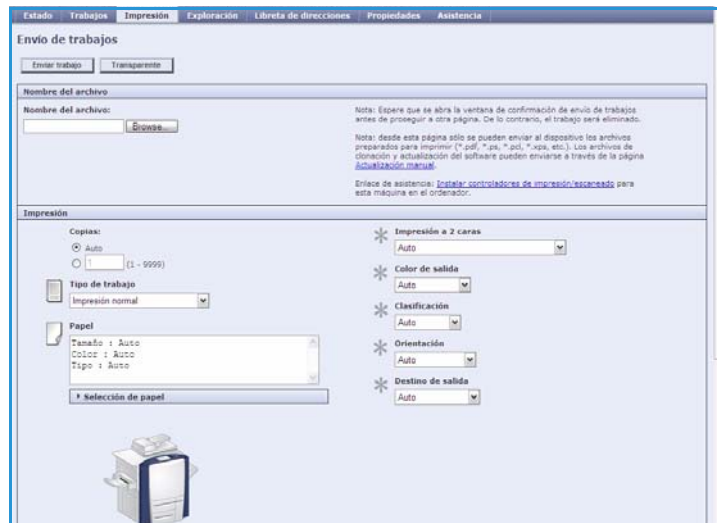 Estado Trabajos Impresión Exploración Libreta de direcciones Propiedades Asistencia
Envío de trabajos
Enviar trabajo Transparente
Nombre del archivo
Nombre del archivo:
Browse...
Nota: Espere que se abra la ventana de confirmación de envío de trabajos
antes de proseguir a otra página. De lo contrario, el trabajo será eliminado.
Nota: desde esta página sólo se pueden enviar al dispositivo los archivos
preparados para imprimir (*.pdf, *.ps, *.pcl, *.xps, etc.). Los archivos de
clonación y actualización del software pueden enviarse a través de la página
Actualización manual.
Enlace de asistencia: Instalar controladores de impresión/escaneado para
esta máquina en el ordenador.
Impresión
Copias:
Auto
1 (1 - 9999)
Tipo de trabajo
Impresión normal
Papel
Tamaño : Auto
Color : Auto
Tipo : Auto
Selección de papel
Impresión a 2 caras
Auto
Color de salida
Auto
Clasificación
Auto
Orientación
Auto
Destino de salida
Auto